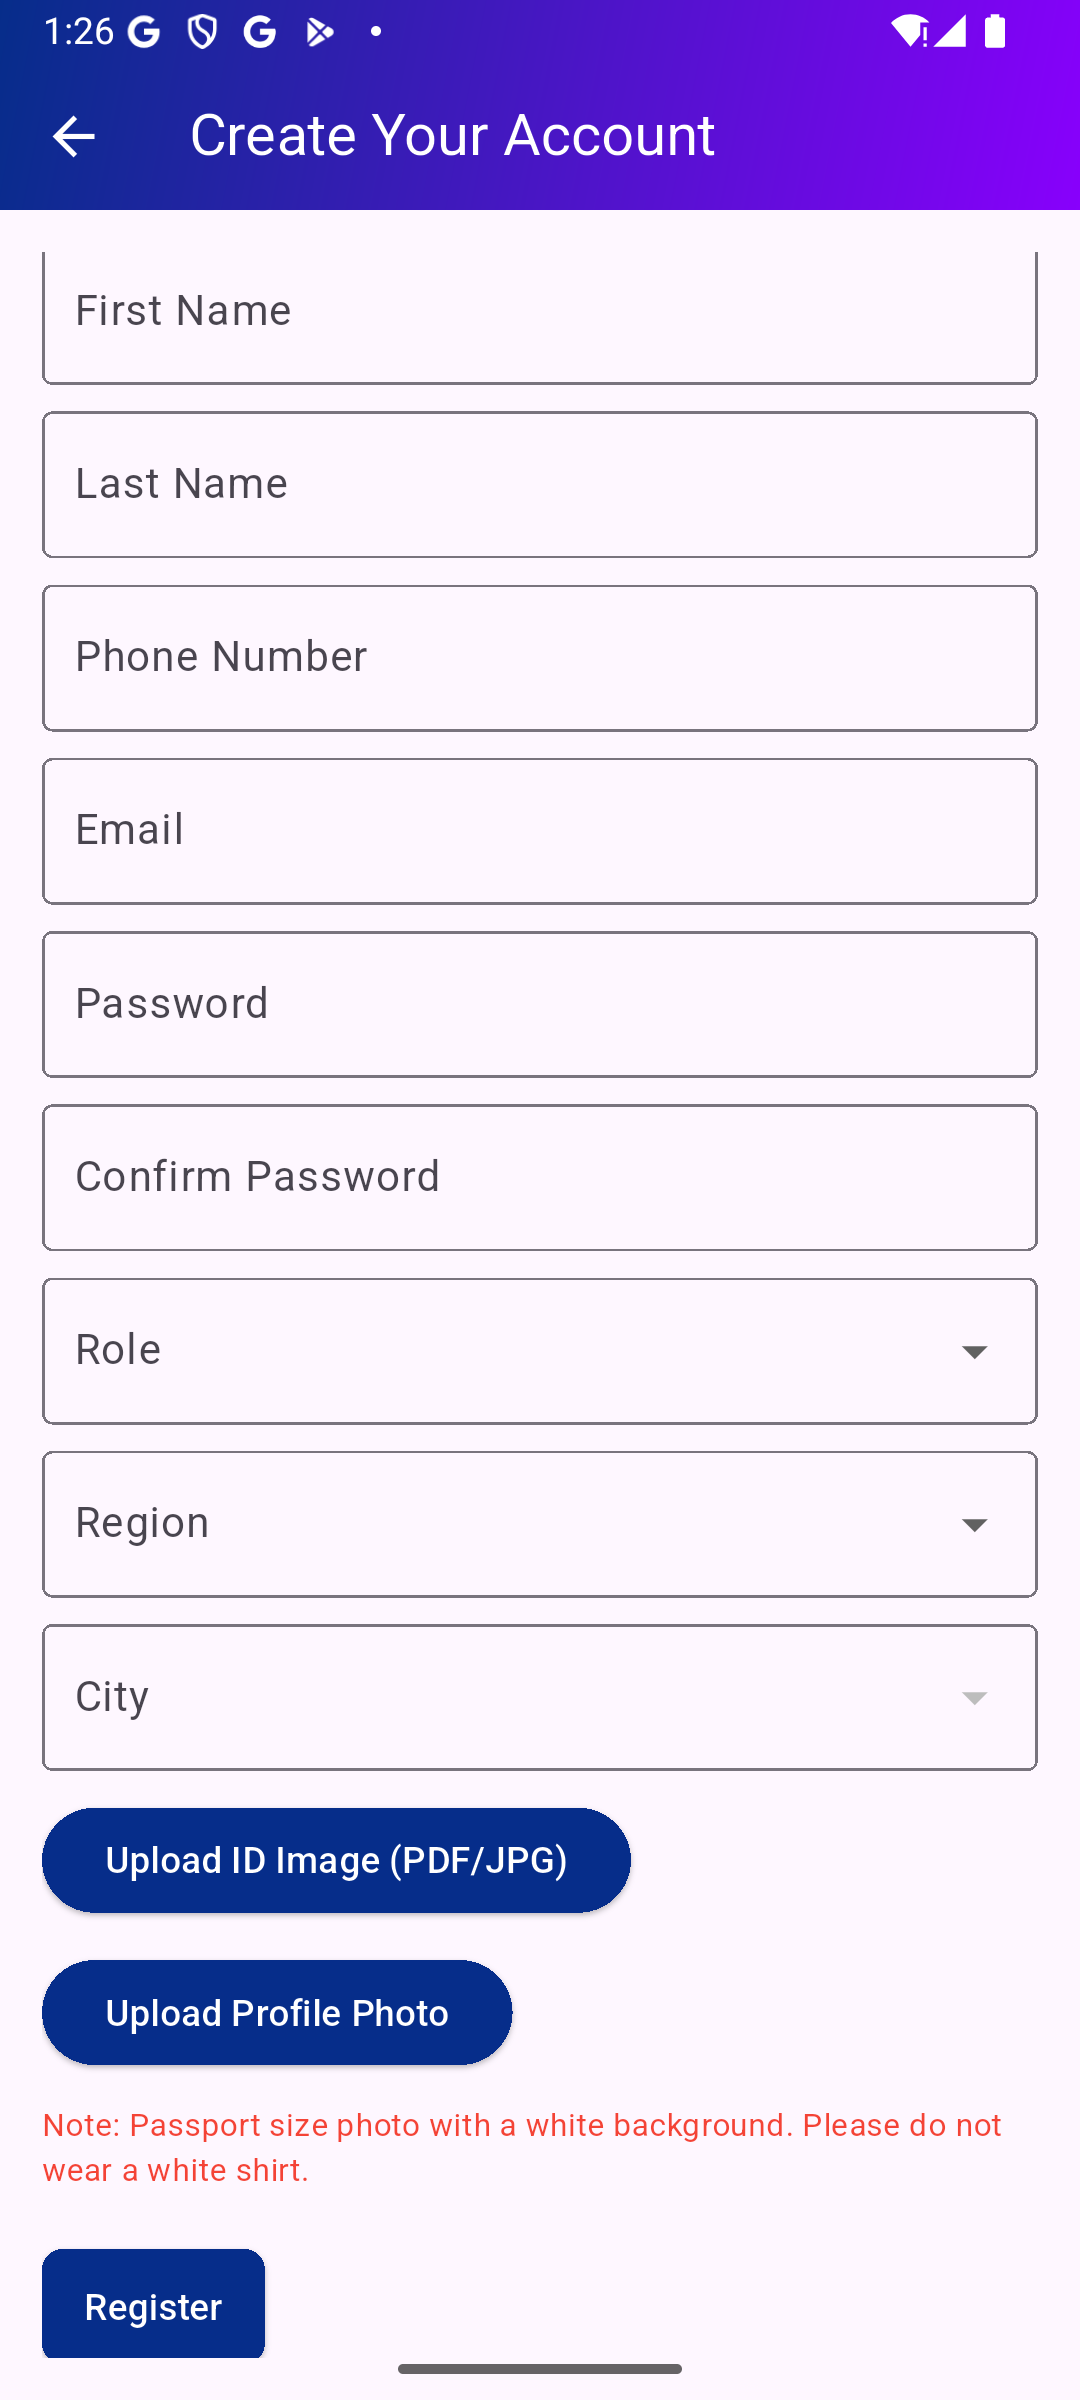 1:26
Create Your Account
First Name
Last Name
Phone Number
Email
Password
Confirm Password
Role
Region
City
Upload ID Image (PDF/JPG)
Upload Profile Photo
Note: Passport size photo with a white background. Please do not
wear a white shirt.
Register